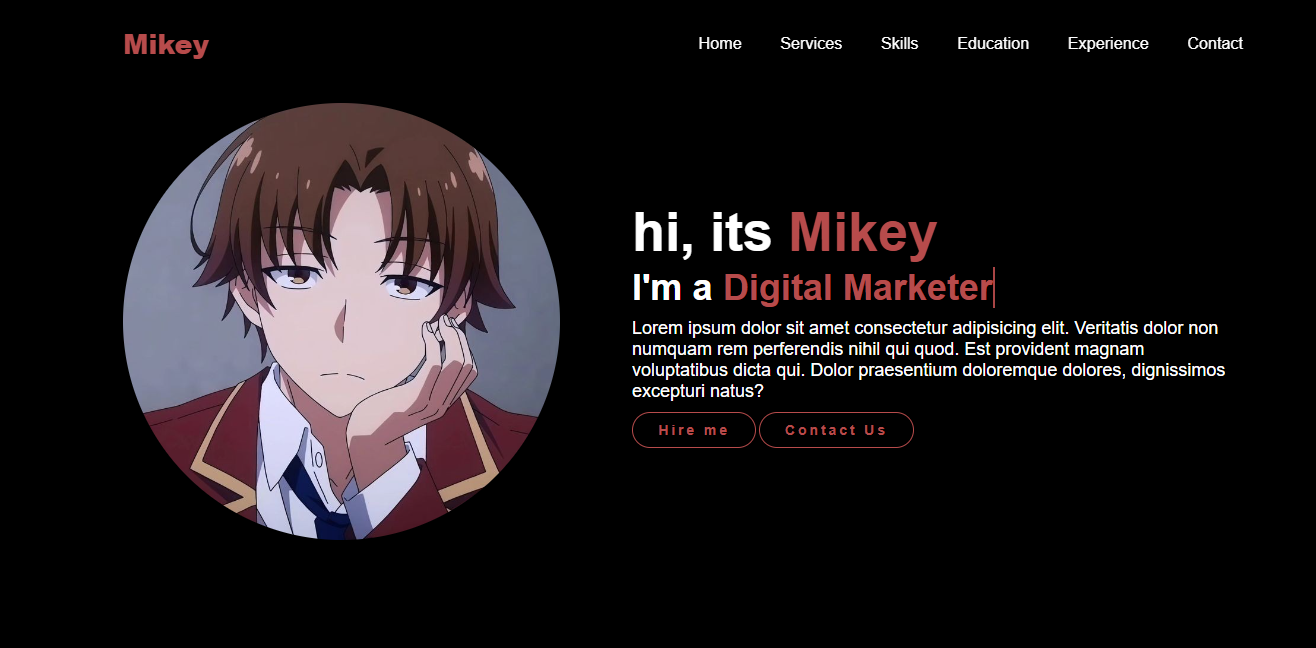 Mikey
Home Services Skills Education Experience Contact
hi, its Mikey
I'm a Digital Marketer
Lorem ipsum dolor sit amet consectetur adipisicing elit. Veritatis dolor non
numquam rem perferendis nihil qui quod. Est provident magnam
voluptatibus dicta qui. Dolor praesentium doloremque dolores, dignissimos
excepturi natus?
Hire me
Contact Us